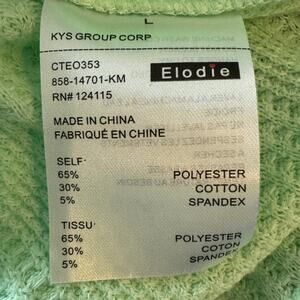 L
KYS GROUP CORP
CTEO353
858-14701-KM
RN# 124115
Elodie
MADE IN CHINA
FABRIQUÉ EN CHINE
SELF·
65% POLYESTER
30% COTTON
5% SPANDEX
TISSU·
65% POLYESTER
30% COTON
5% SPANDEX